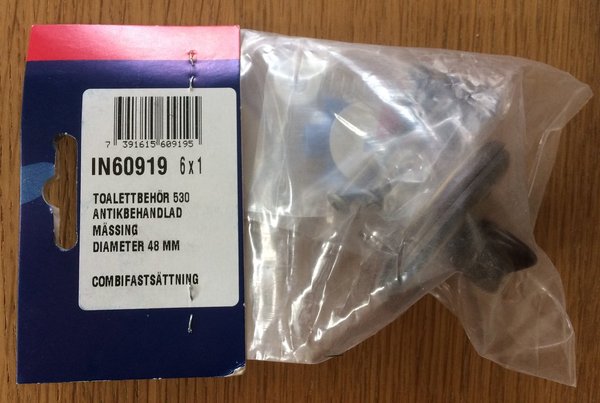 7 391615 609195
IN60919 6x1
TOALETTBEHÖR 530
ANTIKBEHANDLAD
MÄSSING
DIAMETER 48 MM
COMBIFASTSÄTTNING